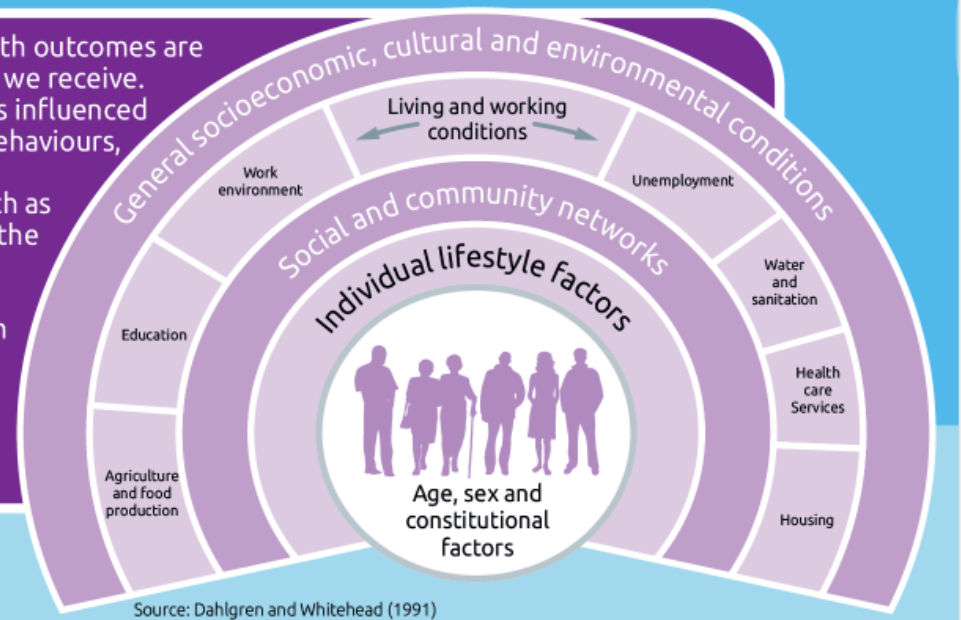 th outcomes are
we receive.
s influenced
ehaviours,
th as
the
n
General socioeconomic, cultural and environmental conditions
Living and working
conditions
Work
environment
Unemployment
Education
Water
and
sanitation
Agriculture
and food
production
Health
care
Services
Housing
Social and community networks
Individual lifestyle factors
Age, sex and
constitutional
factors
Source: Dahlgren and Whitehead (1991)